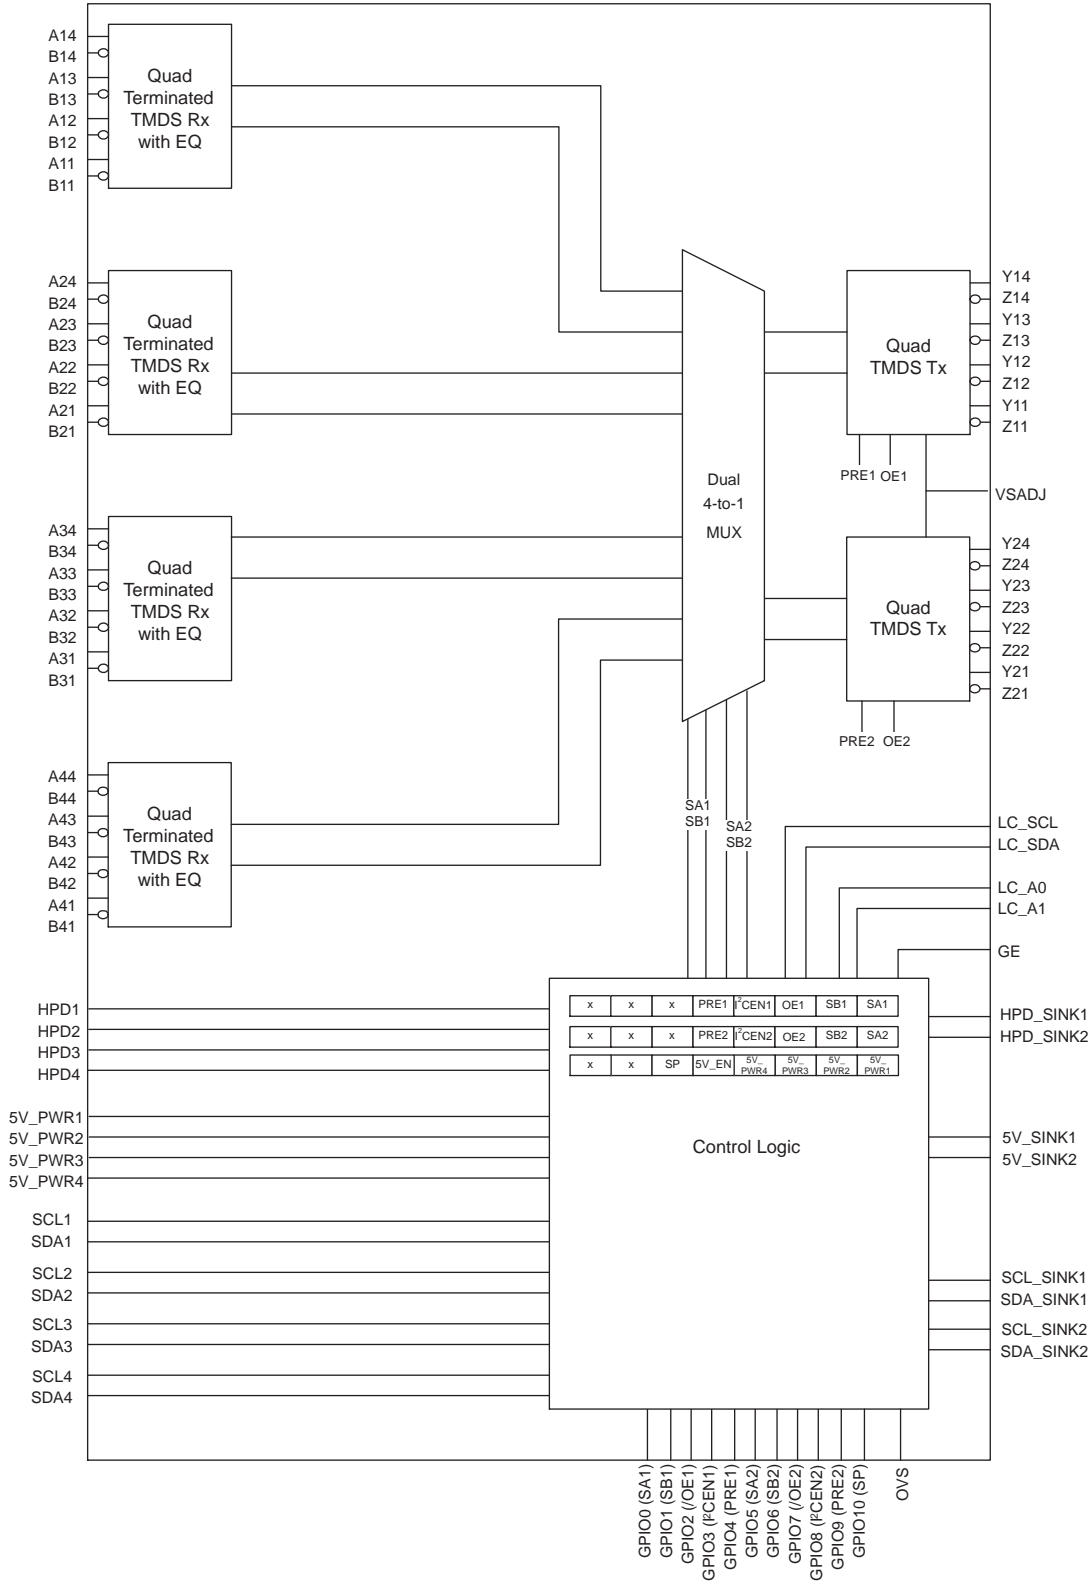 A14
B14
A13
B13
A12
B12
A11
B11
Quad
Terminated
TMDS Rx
with EQ
A24
B24
A23
B23
A22
B22
A21
B21
Quad
Terminated
TMDS Rx
with EQ
A34
B34
A33
B33
A32
B32
A31
B31
Quad
Terminated
TMDS Rx
with EQ
A44
B44
A43
B43
A42
B42
A41
B41
Quad
Terminated
TMDS Rx
with EQ
Dual
4-to-1
MUX
Quad
TMDS Tx
Y14
Z14
Y13
Z13
Y12
Z12
Y11
Z11
PRE1 OE1
VSADJ
Quad
TMDS Tx
Y24
Z24
Y23
Z23
Y22
Z22
Y21
Z21
PRE2 OE2
SA1
SB1
SA2
SB2
LC_SCL
LC_SDA
LC_A0
LC_A1
GE
HPD1
HPD2
HPD3
HPD4
5V_PWR1
5V_PWR2
5V_PWR3
5V_PWR4
SCL1
SDA1
SCL2
SDA2
SCL3
SDA3
SCL4
SDA4
x x x PRE1 I²CEN1 OE1 SB1 SA1
x x x PRE2 I²CEN2 OE2 SB2 SA2
x x SP 5V_EN 5V_PWR4 5V_PWR3 5V_PWR2 5V_PWR1
Control Logic
HPD_SINK1
HPD_SINK2
5V_SINK1
5V_SINK2
SCL_SINK1
SDA_SINK1
SCL_SINK2
SDA_SINK2
GPIO0 (SA1)
GPIO1 (SB1)
GPIO2 (/OE1)
GPIO3 (I²CEN1)
GPIO4 (PRE1)
GPIO5 (SA2)
GPIO6 (SB2)
GPIO7 (/OE2)
GPIO8 (I²CEN2)
GPIO9 (PRE2)
GPIO10 (SP)
OVS